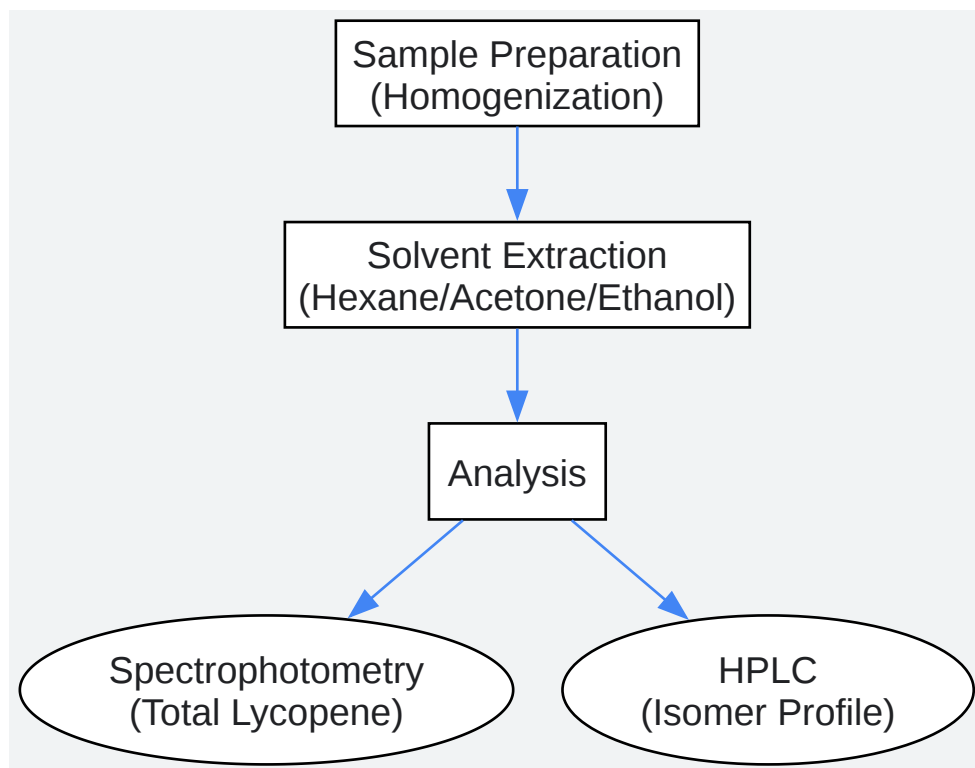 Sample Preparation
(Homogenization)
Solvent Extraction
(Hexane/Acetone/Ethanol)
Analysis
Spectrophotometry
(Total Lycopene)
HPLC
(Isomer Profile)